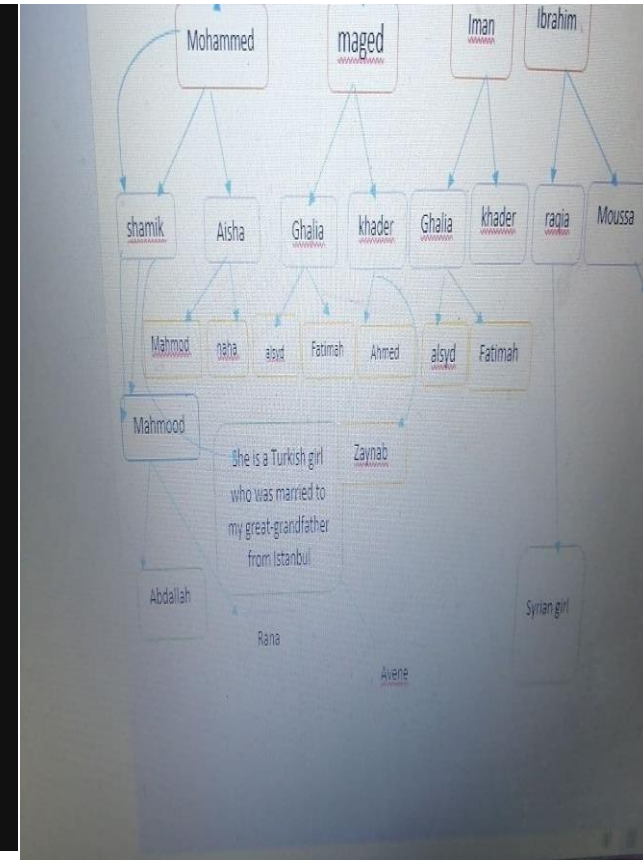 Mohammed
maged
Iman
Ibrahim
shamik
Aisha
Ghalia
khader
Ghalia
khader
ragia
Moussa
Mahmod
naha
alsyd
Fatimah
Ahmed
alsyd
Fatimah
Mahmood
She is a Turkish girl
who was married to
my great-grandfather
from Istanbul
Zaynab
Abdallah
Rana
Syrian girl
Avene